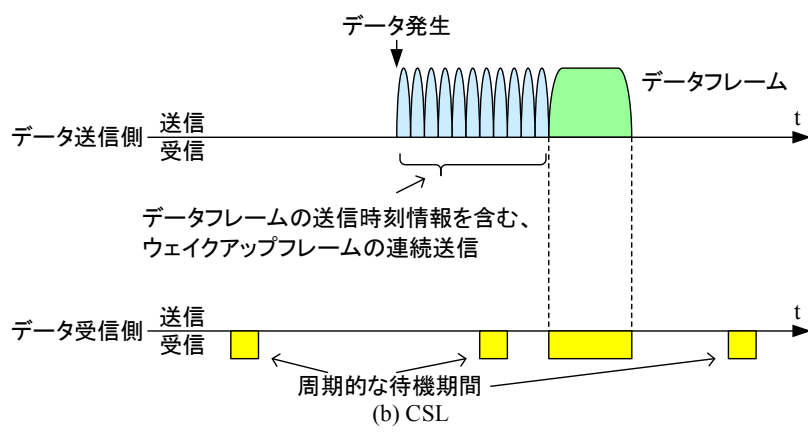 データ発生
データフレーム
データ送信側
送信
受信
t
データフレームの送信時刻情報を含む、
ウェイクアップフレームの連続送信
データ受信側
送信
受信
t
周期的な待機期間
(b) CSL